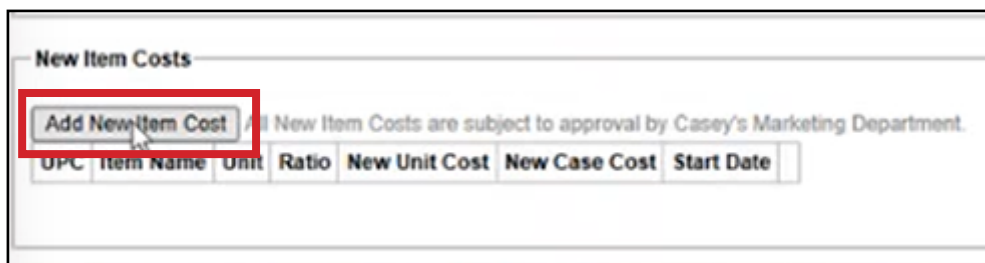 New Item Costs
Add New Item Cost All New Item Costs are subject to approval by Casey's Marketing Department.
UPC Item Name Unit Ratio New Unit Cost New Case Cost Start Date